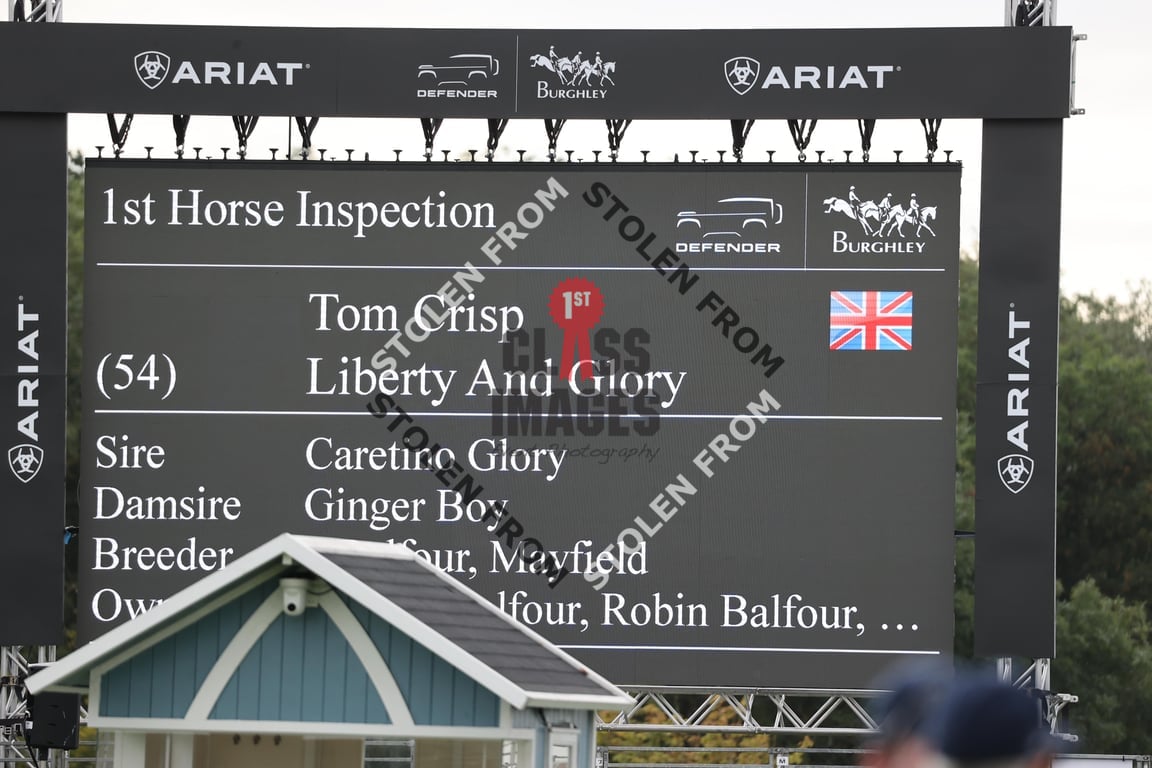 ARIAT
DEFENDER
BURGHLEY
ARIAT
1st Horse Inspection
DEFENDER
BURGHLEY
Tom Crisp
(54) Liberty And Glory
Sire Caretino Glory
Damsire Ginger Boy
Breeder Mayfield
Robin Balfour, …
ARIAT
ARIAT
STOLEN FROM
STOLEN FROM
STOLEN FROM
STOLEN FROM
1ST
CLASS
IMAGES
Event Photography